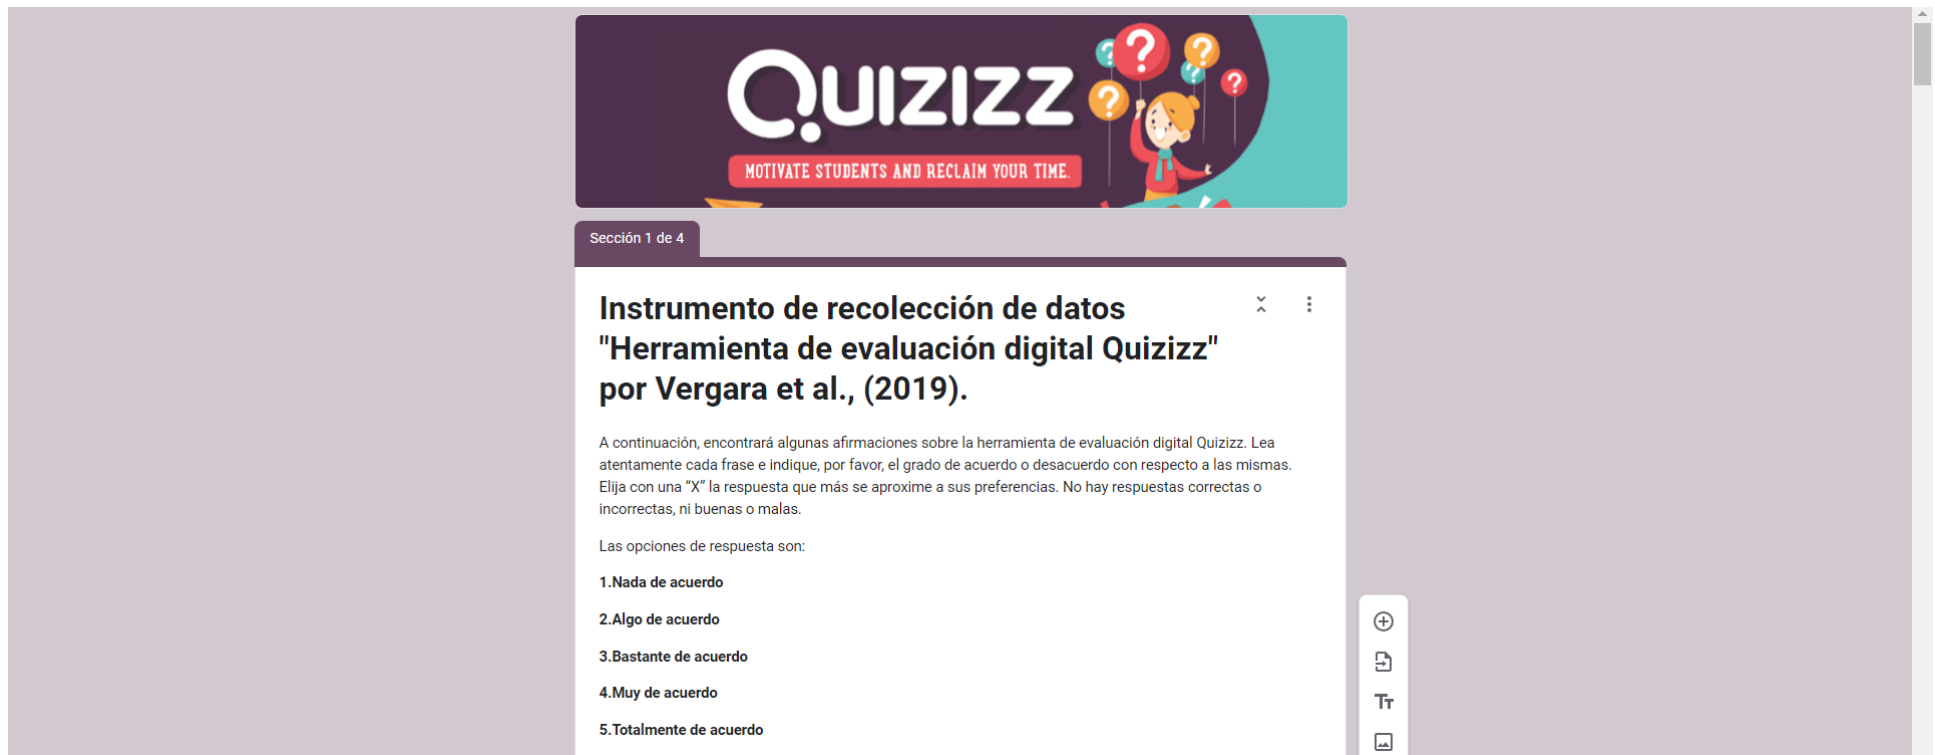 QUIZIZZ
MOTIVATE STUDENTS AND RECLAIM YOUR TIME.
Sección 1 de 4
Instrumento de recolección de datos
"Herramienta de evaluación digital Quizizz"
por Vergara et al., (2019).
A continuación, encontrará algunas afirmaciones sobre la herramienta de evaluación digital Quizizz. Lea
atentamente cada frase e indique, por favor, el grado de acuerdo o desacuerdo con respecto a las mismas.
Elija con una “X” la respuesta que más se aproxime a sus preferencias. No hay respuestas correctas o
incorrectas, ni buenas o malas.
Las opciones de respuesta son:
1.Nada de acuerdo
2.Algo de acuerdo
3.Bastante de acuerdo
4.Muy de acuerdo
5.Totalmente de acuerdo